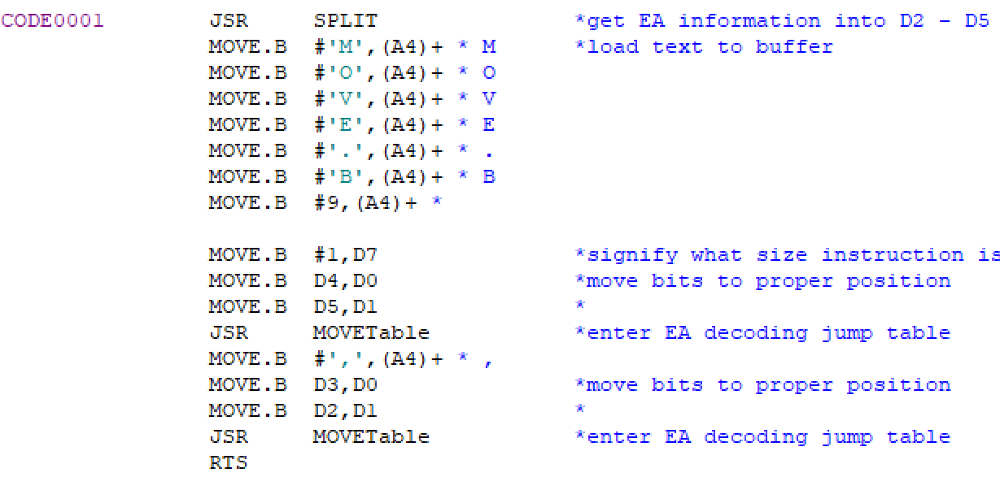 CODE0001 JSR SPLIT *get EA information into D2 - D5
MOVE.B #'M',(A4)+ * M *load text to buffer
MOVE.B #'O',(A4)+ * O
MOVE.B #'V',(A4)+ * V
MOVE.B #'E',(A4)+ * E
MOVE.B #'.',(A4)+ * .
MOVE.B #'B',(A4)+ * B
MOVE.B #9,(A4)+ *
MOVE.B #1,D7 *signify what size instruction is
MOVE.B D4,D0 *move bits to proper position
MOVE.B D5,D1 *
JSR MOVETable *enter EA decoding jump table
MOVE.B #',',(A4)+ * ,
MOVE.B D3,D0 *move bits to proper position
MOVE.B D2,D1 *
JSR MOVETable *enter EA decoding jump table
RTS